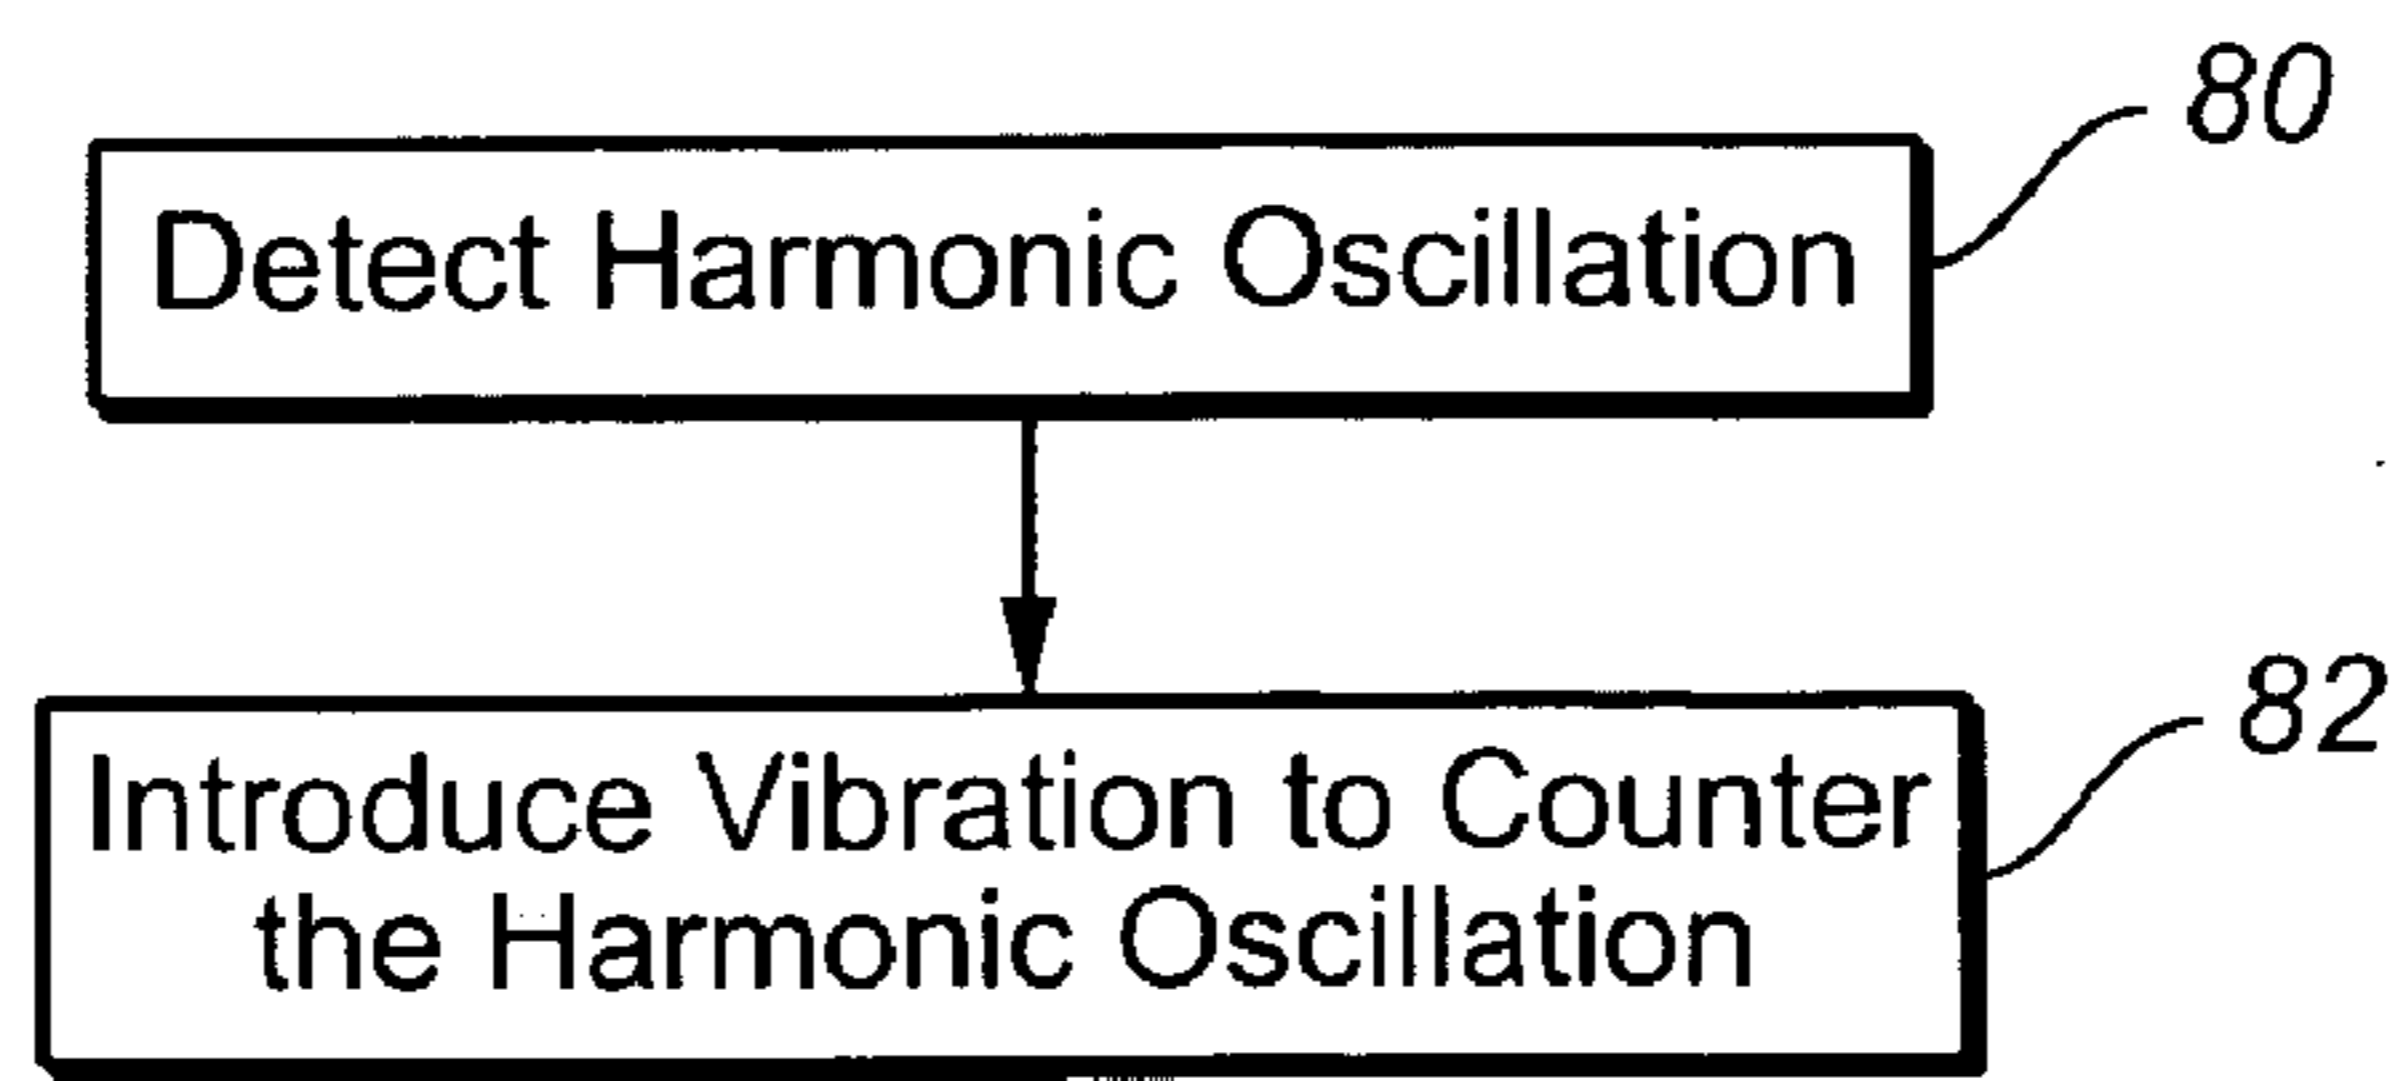 80
Detect Harmonic Oscillation
82
Introduce Vibration to Counter
the Harmonic Oscillation